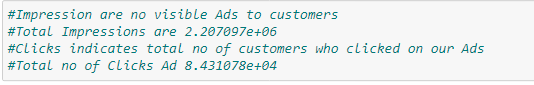 #Impression are no visible Ads to customers
#Total Impressions are 2.207097e+06
#Clicks indicates total no of customers who clicked on our Ads
#Total no of Clicks Ad 8.431078e+04